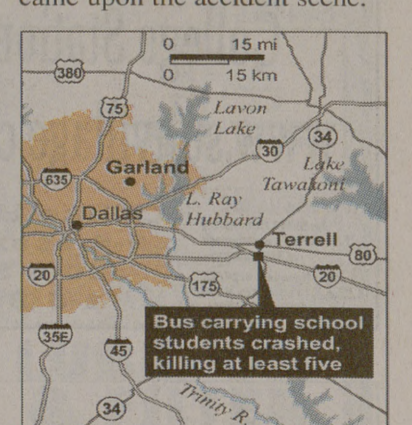 came upon the accident scene.
0 15 mi
0 15 km
380
75
Lavon
Lake
34
30
Garland
Lake
Tawakoni
635
L. Ray
Hubbard
Dallas
Terrell
80
20
20
175
Bus carrying school
students crashed,
killing at least five
35E
45
34
Trinity R.